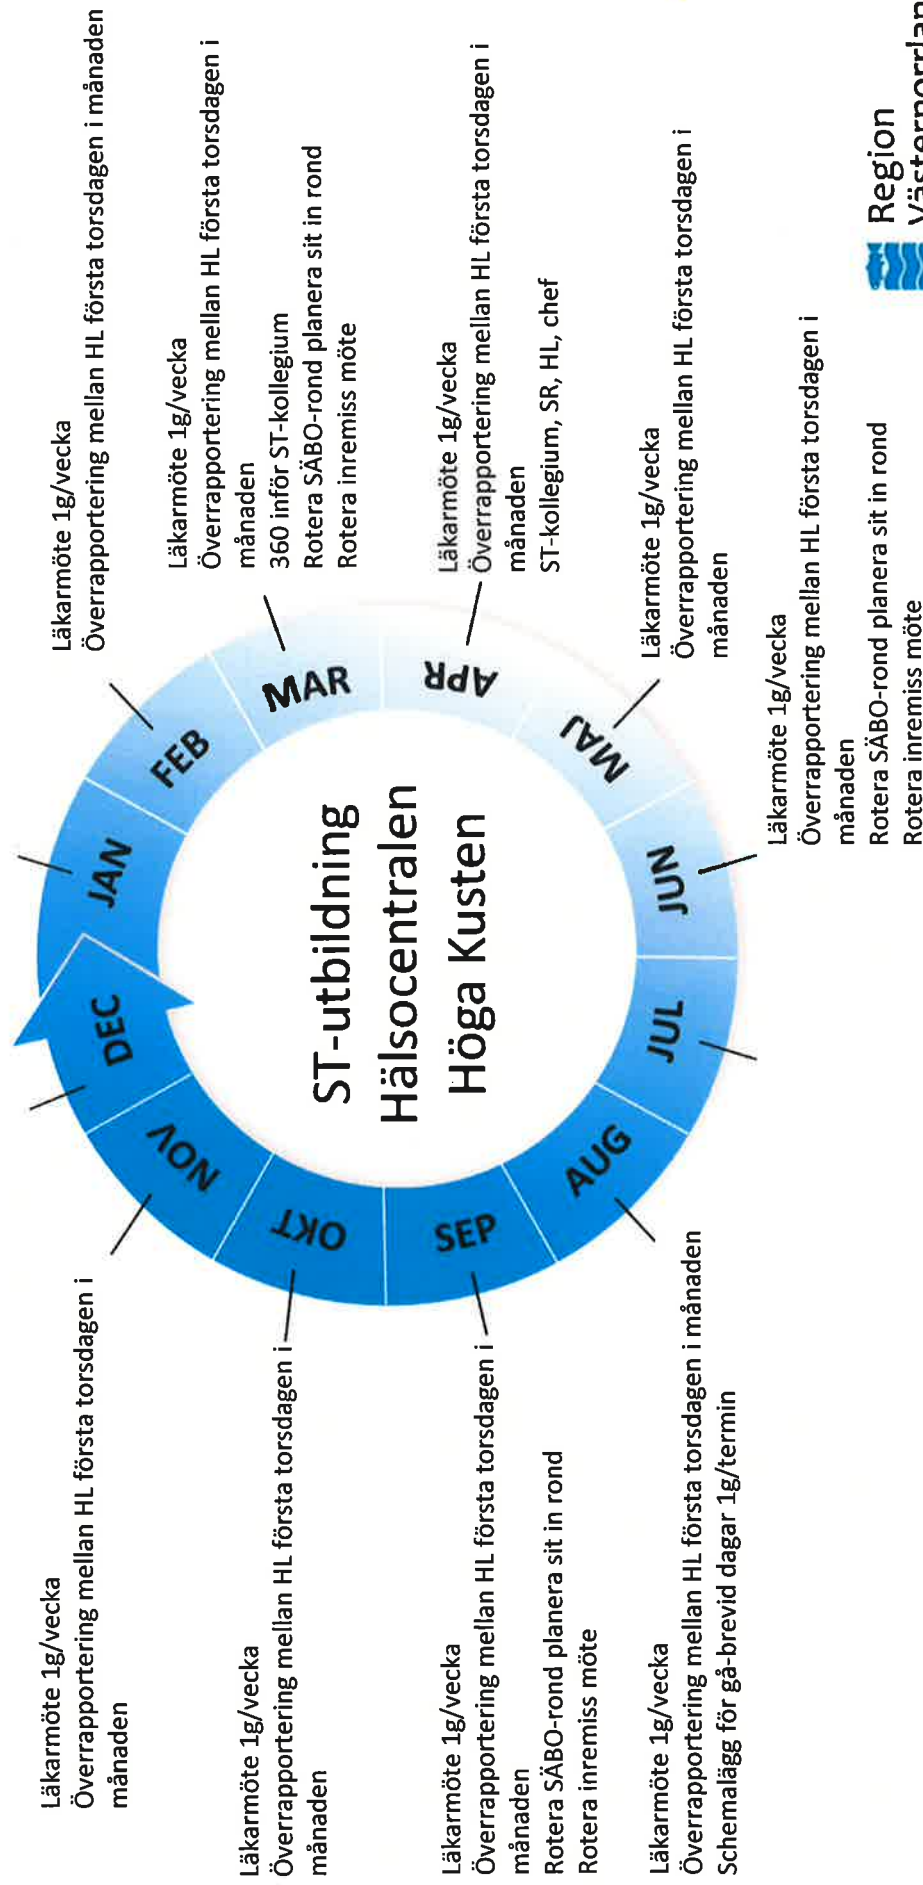 Läkarmöte 1g/vecka
Överrapportering mellan HL första torsdagen i månaden
Läkarmöte 1g/vecka
Överrapportering mellan HL första torsdagen i
månaden
360 inför ST-kollegium
Rotera SÄBO-rond planera sit in rond
Rotera inremiss möte
Läkarmöte 1g/vecka
Överrapportering mellan HL första torsdagen i
månaden
ST-kollegium, SR, HL, chef
Läkarmöte 1g/vecka
Överrapportering mellan HL första torsdagen i
månaden
Läkarmöte 1g/vecka
Överrapportering mellan HL första torsdagen i
månaden
Rotera SÄBO-rond planera sit in rond
Rotera inremiss möte
Läkarmöte 1g/vecka
Överrapportering mellan HL första torsdagen i månaden
Schemalägg för gå-brevid dagar 1g/termin
Läkarmöte 1g/vecka
Överrapportering mellan HL första torsdagen i
månaden
Rotera SÄBO-rond planera sit in rond
Rotera inremiss möte
Läkarmöte 1g/vecka
Överrapportering mellan HL första torsdagen i
månaden
Läkarmöte 1g/vecka
Överrapportering mellan HL första torsdagen i
månaden
JAN
FEB
MAR
APR
MAJ
JUN
JUL
AUG
SEP
OKT
NOV
DEC
ST-utbildning
Hälsocentralen
Höga Kusten
Region